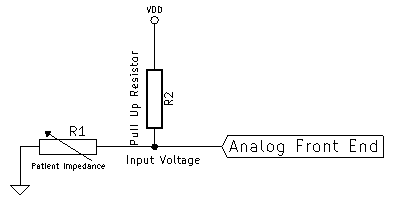 VDD
Pull Up Resistor
R2
R1
Patient Impedance
Input Voltage
Analog Front End